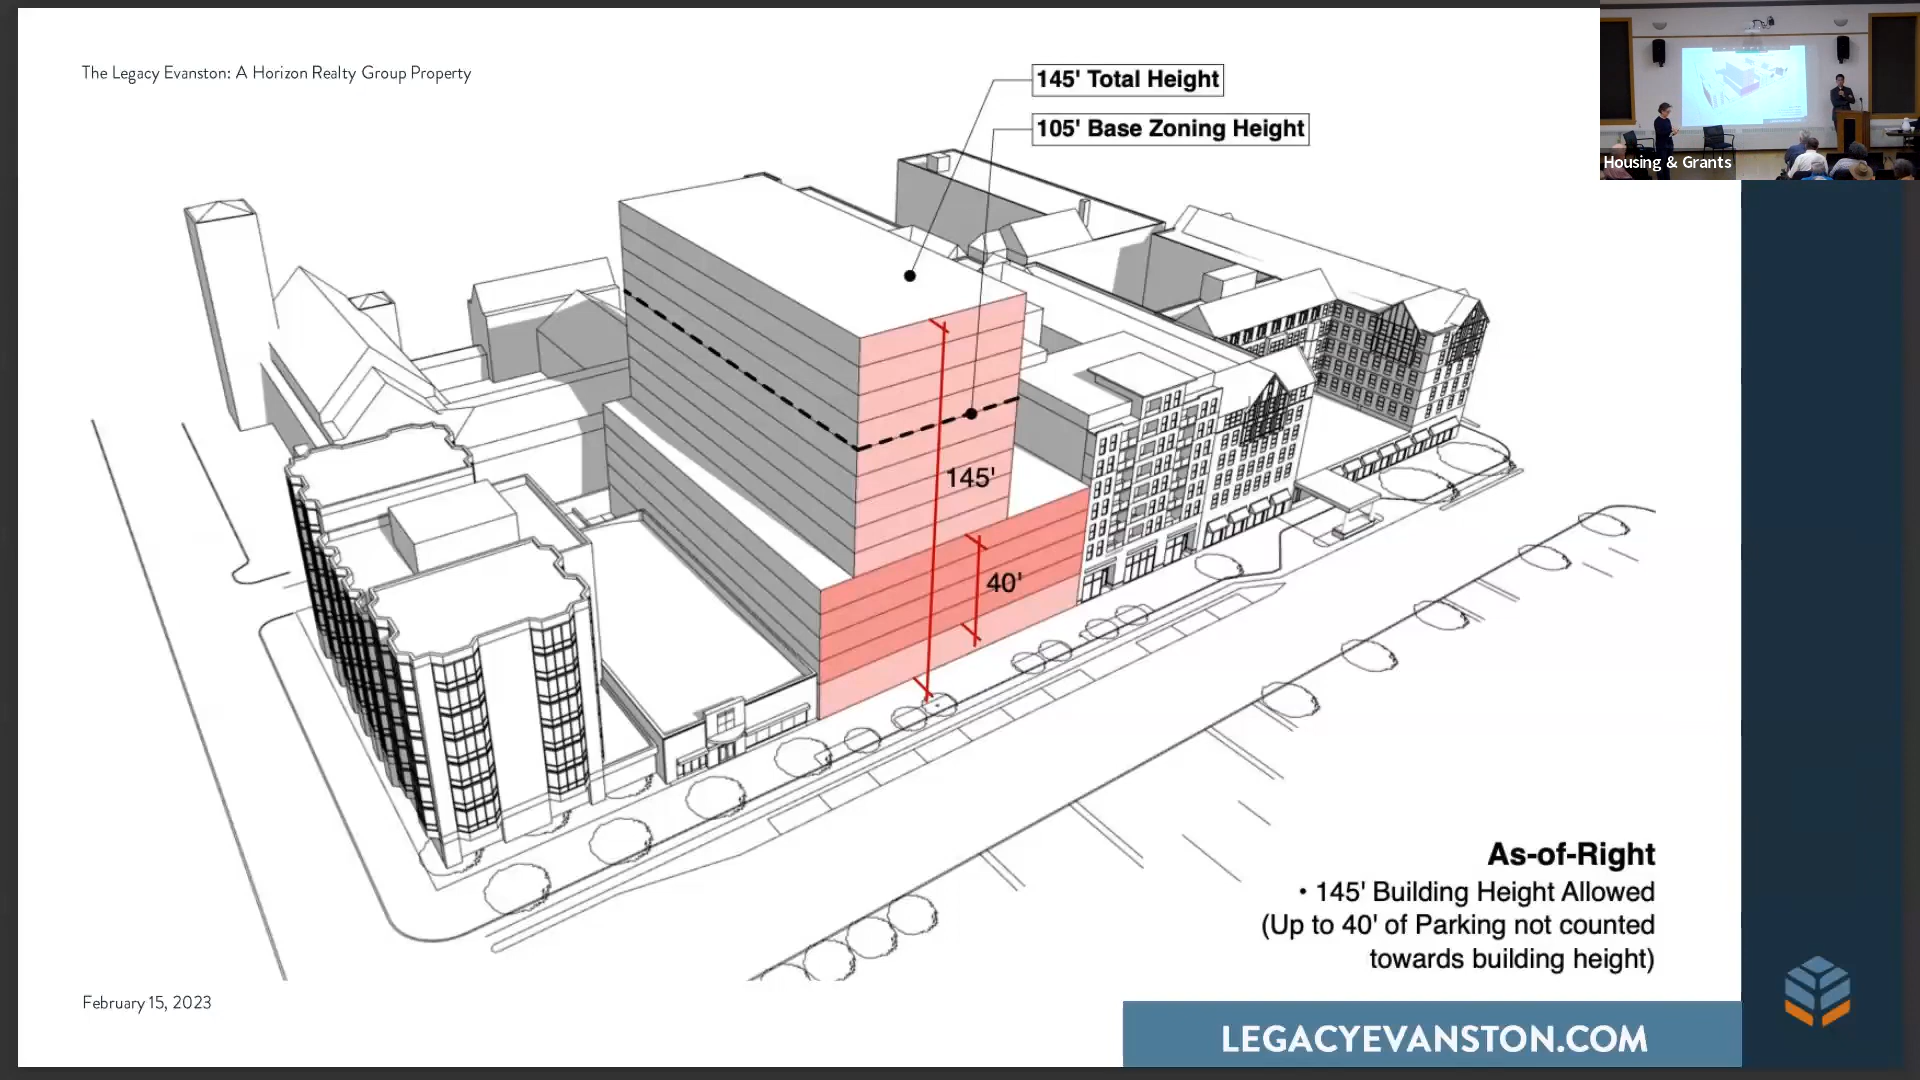 The Legacy Evanston: A Horizon Realty Group Property
145' Total Height
105' Base Zoning Height
Housing & Grants
145'
40'
As-of-Right
• 145' Building Height Allowed
(Up to 40' of Parking not counted
towards building height)
February 15, 2023
LEGACYEVANSTON.COM